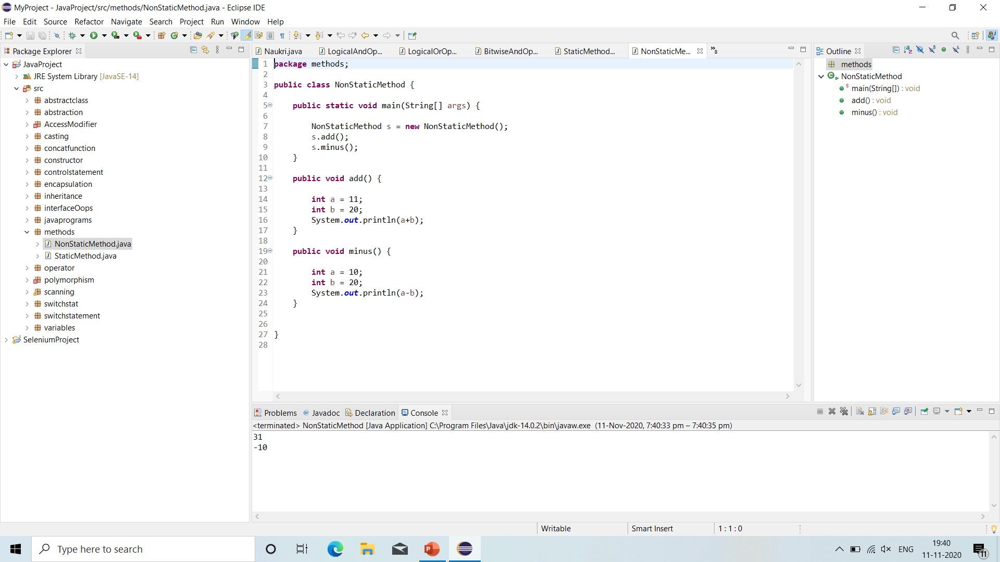 MyProject - JavaProject/src/methods/NonStaticMethod.java - Eclipse IDE
File Edit Source Refactor Navigate Search Project Run Window Help
Package Explorer
JavaProject
JRE System Library [JavaSE-14]
src
abstractclass
abstraction
AccessModifier
casting
concatfunction
constructor
controlstatement
encapsulation
inheritance
interfaceOops
javaprograms
methods
NonStaticMethod.java
StaticMethod.java
operator
polymorphism
scanning
switchstat
switchstatement
variables
SeleniumProject
Naukri.java LogicalAndOp... LogicalOrOp... BitwiseAndOp... StaticMethod... NonStaticMe... »8
1 package methods;
2
3 public class NonStaticMethod {
4
5 public static void main(String[] args) {
6
7 NonStaticMethod s = new NonStaticMethod();
8 s.add();
9 s.minus();
10 }
11
12 public void add() {
13
14 int a = 11;
15 int b = 20;
16 System.out.println(a+b);
17 }
18
19 public void minus() {
20
21 int a = 10;
22 int b = 20;
23 System.out.println(a-b);
24 }
25
26
27 }
28
Outline
methods
NonStaticMethod
main(String[]) : void
add() : void
minus() : void
Problems @ Javadoc Declaration Console
<terminated> NonStaticMethod [Java Application] C:\Program Files\Java\jdk-14.0.2\bin\javaw.exe (11-Nov-2020, 7:40:33 pm – 7:40:35 pm)
31
-10
Writable Smart Insert 1 : 1 : 0
Type here to search
ENG
19:40
11-11-2020
11